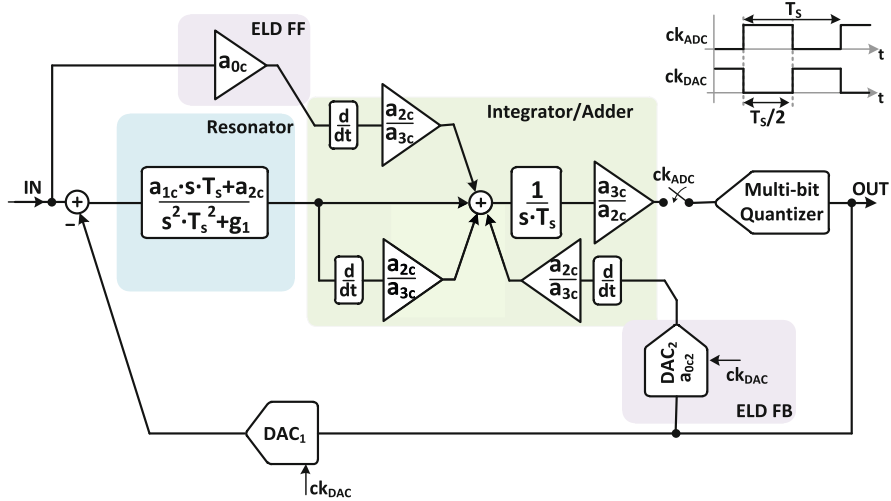 ELD FF
a0c
d
dt
a2c
a3c
Integrator/Adder
ckADC
TS
t
ckDAC
t
TS/2
Resonator
IN
−
a1c·s·Ts+a2c
s²·Ts²+g1
+
+
1
s·Ts
a3c
a2c
ckADC
Multi-bit
Quantizer
OUT
d
dt
a2c
a3c
a2c
a3c
d
dt
DAC2
a0c2
ckDAC
ELD FB
DAC1
ckDAC